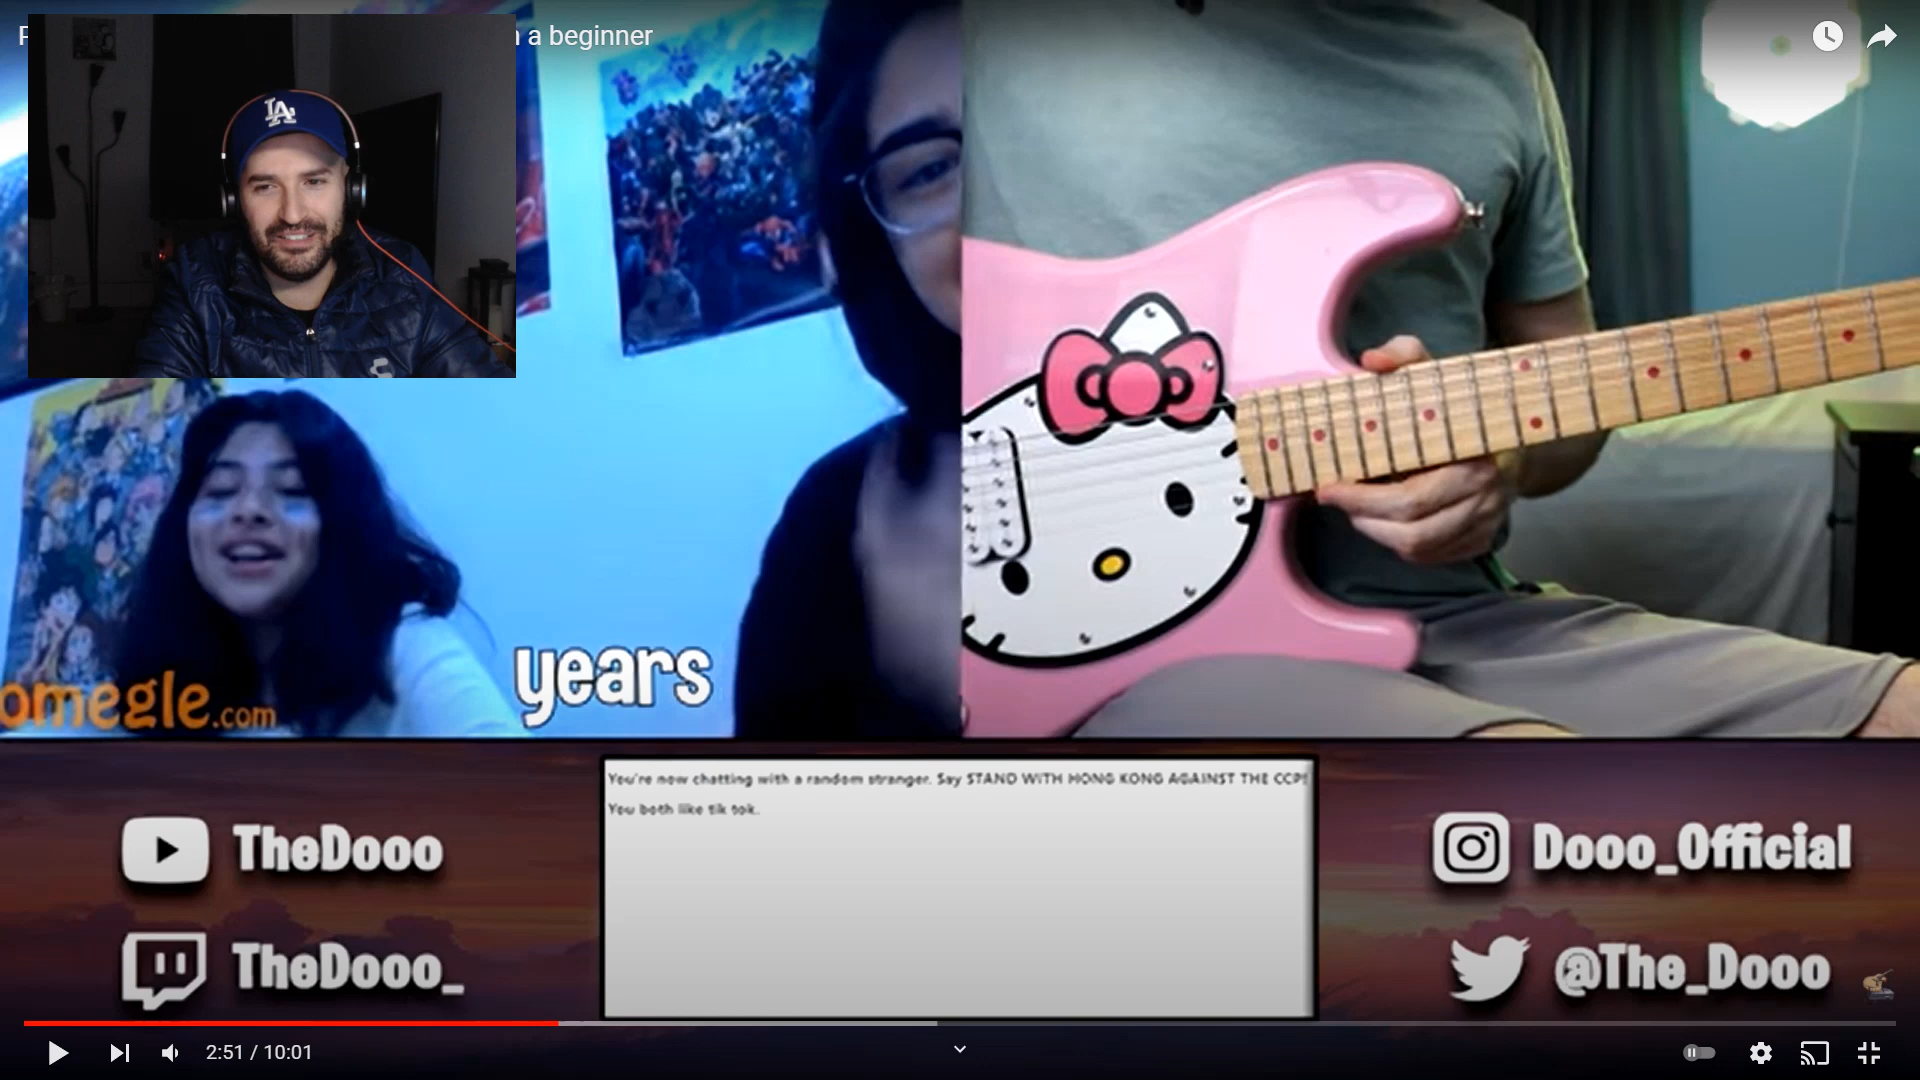 a beginner
LA
years
omegle.com
You're now chatting with a random stranger. Say STAND WITH HONG KONG AGAINST THE CCP!
You both like tik tok.
TheDooo
Dooo_Official
TheDooo_
@The_Dooo
2:51 / 10:01